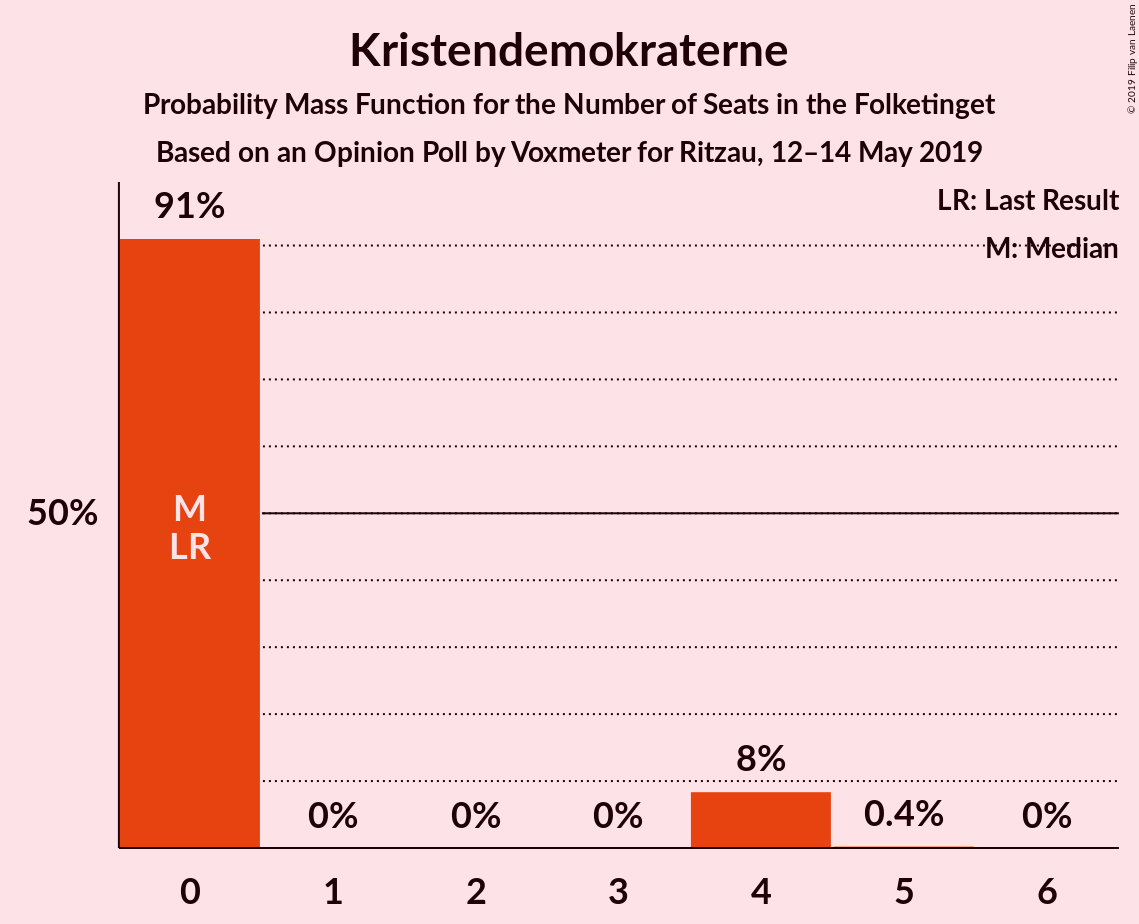 Kristendemokraterne
Probability Mass Function for the Number of Seats in the Folketinget
Based on an Opinion Poll by Voxmeter for Ritzau, 12–14 May 2019
© 2019 Filip van Laenen
LR: Last Result
M: Median
91%
50%
M
LR
0%
0%
0%
8%
0.4%
0%
0
1
2
3
4
5
6